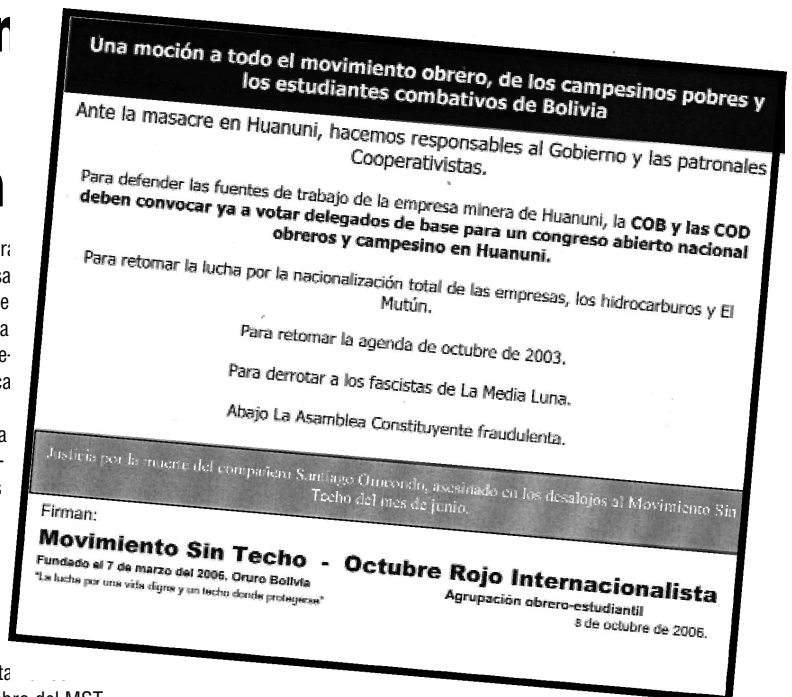 Una moción a todo el movimiento obrero, de los campesinos pobres y
los estudiantes combativos de Bolivia
Ante la masacre en Huanuni, hacemos responsables al Gobierno y las patronales
Cooperativistas.
Para defender las fuentes de trabajo de la empresa minera de Huanuni, la COB y las COD
deben convocar ya a votar delegados de base para un congreso abierto nacional
obreros y campesino en Huanuni.
Para retomar la lucha por la nacionalización total de las empresas, los hidrocarburos y El
Mutún.
Para retomar la agenda de octubre de 2003.
Para derrotar a los fascistas de La Media Luna.
Abajo La Asamblea Constituyente fraudulenta.
Justicia por la muerte del compañero Santiago Orocondo, asesinado en los desalojos al Movimiento Sin
Techo del mes de junio.
Firman:
Movimiento Sin Techo - Octubre Rojo Internacionalista
Fundado el 7 de marzo del 2006, Oruro Bolivia
Agrupación obrero-estudiantil
"La lucha por una vida digna y un techo donde protegerse"
8 de octubre de 2006.
del MST